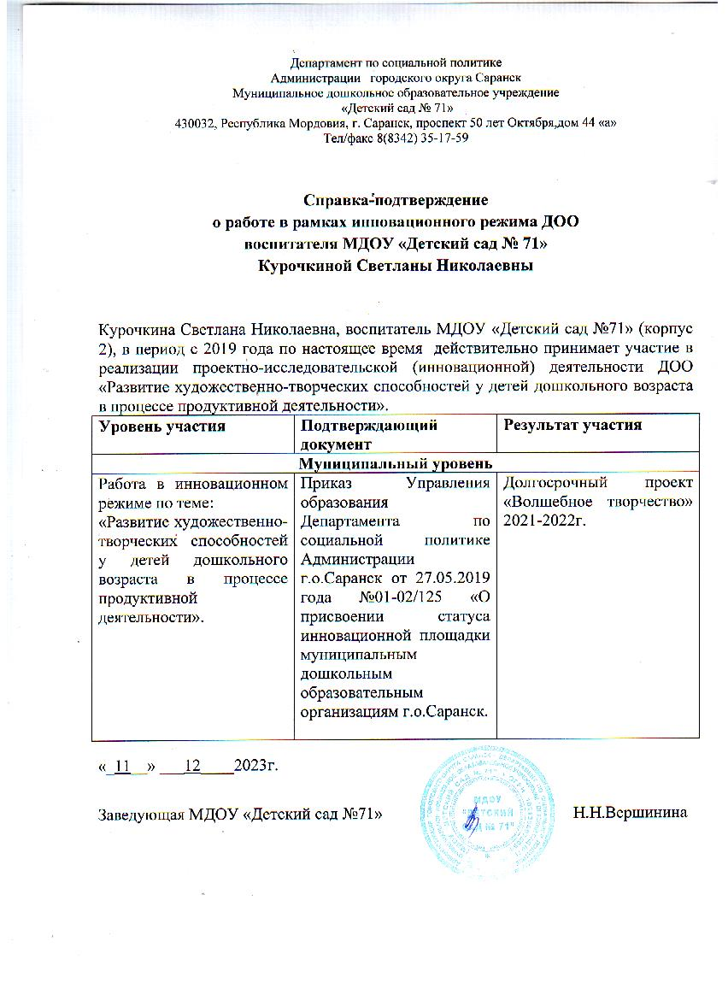 Департамент по социальной политике
Администрации городского округа Саранск
Муниципальное дошкольное образовательное учреждение
«Детский сад № 71»
430032, Республика Мордовия, г. Саранск, проспект 50 лет Октября,дом 44 «а»
Тел/факс 8(8342) 35-17-59
Справка-подтверждение
о работе в рамках инновационного режима ДОО
воспитателя МДОУ «Детский сад № 71»
Курочкиной Светланы Николаевны
Курочкина Светлана Николаевна, воспитатель МДОУ «Детский сад №71» (корпус
2), в период с 2019 года по настоящее время действительно принимает участие в
реализации проектно-исследовательской (инновационной) деятельности ДОО
«Развитие художественно-творческих способностей у детей дошкольного возраста
в процессе продуктивной деятельности».
Уровень участия
Подтверждающий
документ
Результат участия
Муниципальный уровень
Работа в инновационном
режиме по теме:
«Развитие художественно-
творческих способностей
у детей дошкольного
возраста в процессе
продуктивной
деятельности».
Приказ Управления
образования
Департамента по
социальной политике
Администрации
г.о.Саранск от 27.05.2019
года №01-02/125 «О
присвоении статуса
инновационной площадки
муниципальным
дошкольным
образовательным
организациям г.о.Саранск.
Долгосрочный проект
«Волшебное творчество»
2021-2022г.
«_11__» ___12____2023г.
Заведующая МДОУ «Детский сад №71» Н.Н.Вершинина
МДОУ
"ДЕТСКИЙ
САД № 71"